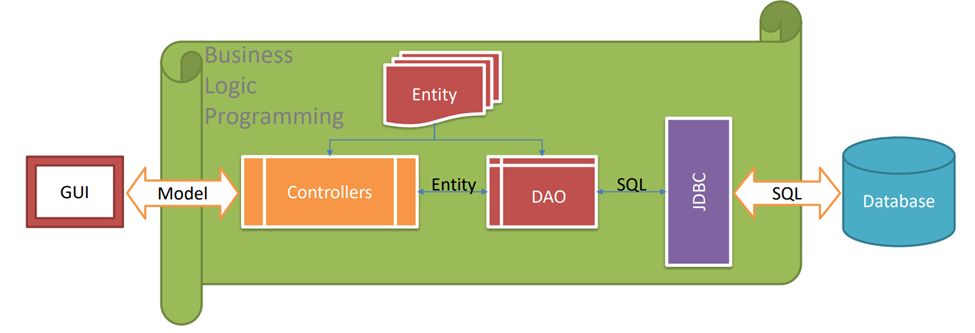 Business
Logic
Programming
Entity
GUI
Model
Controllers
Entity
DAO
SQL
JDBC
SQL
Database